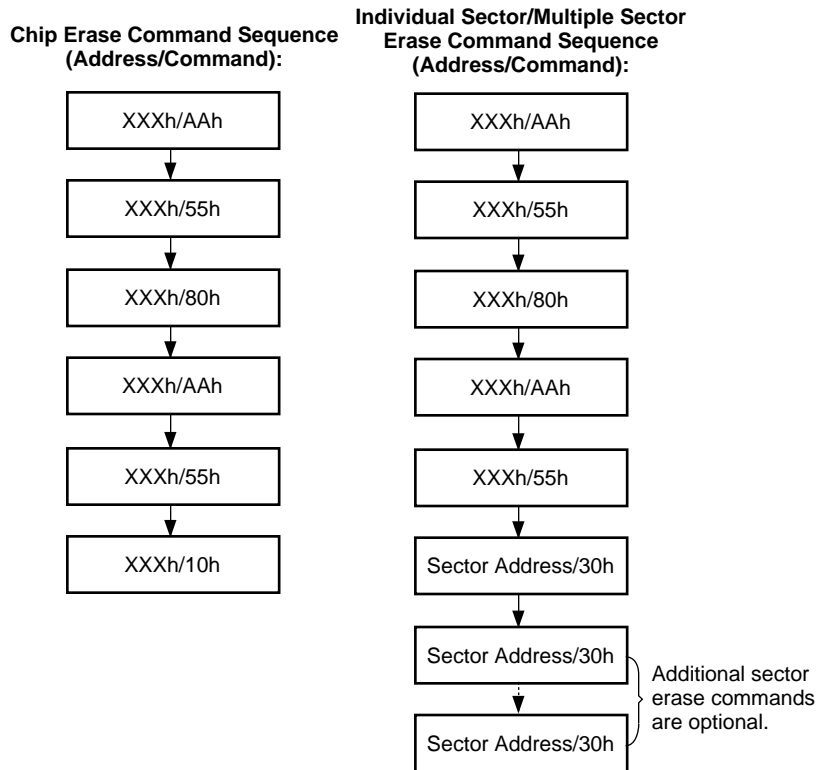 Chip Erase Command Sequence
(Address/Command):
XXXh/AAh
XXXh/55h
XXXh/80h
XXXh/AAh
XXXh/55h
XXXh/10h
Individual Sector/Multiple Sector
Erase Command Sequence
(Address/Command):
XXXh/AAh
XXXh/55h
XXXh/80h
XXXh/AAh
XXXh/55h
Sector Address/30h
Sector Address/30h
Sector Address/30h
Additional sector
erase commands
are optional.